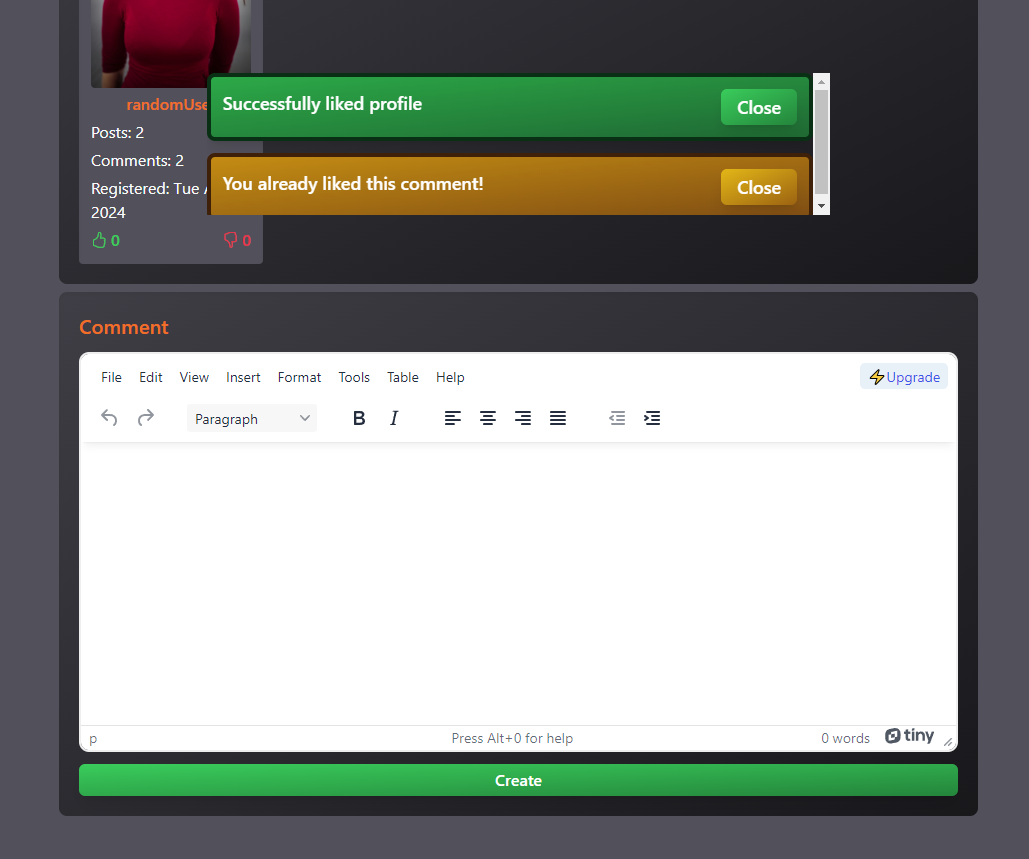 Successfully liked profile
Close
randomUse
Posts: 2
Comments: 2
You already liked this comment!
Close
Registered: Tue
2024
0
0
Comment
File Edit View Insert Format Tools Table Help
⚡Upgrade
Paragraph
B I
p
Press Alt+0 for help
0 words
tiny
Create